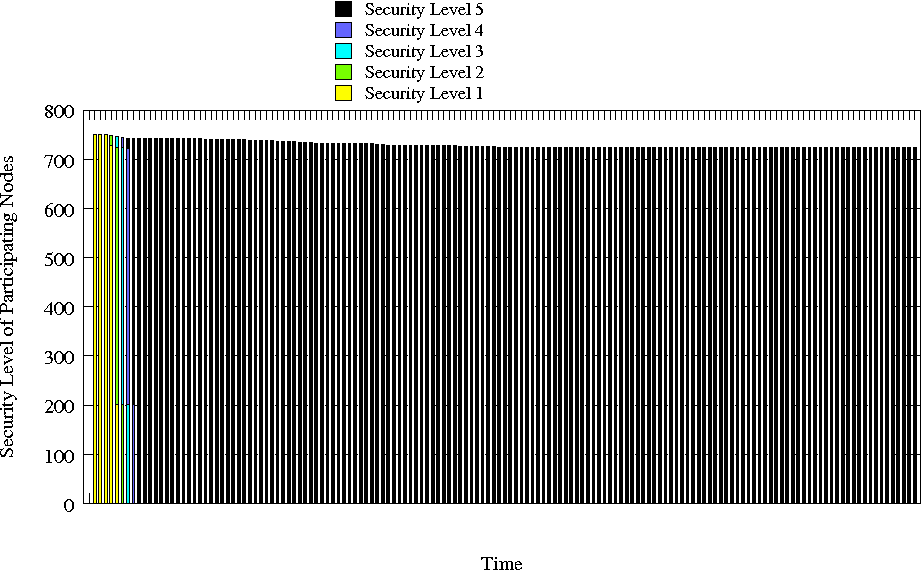 Security Level 5
Security Level 4
Security Level 3
Security Level 2
Security Level 1
800
700
600
500
400
300
200
100
0
Security Level of Participating Nodes
Time